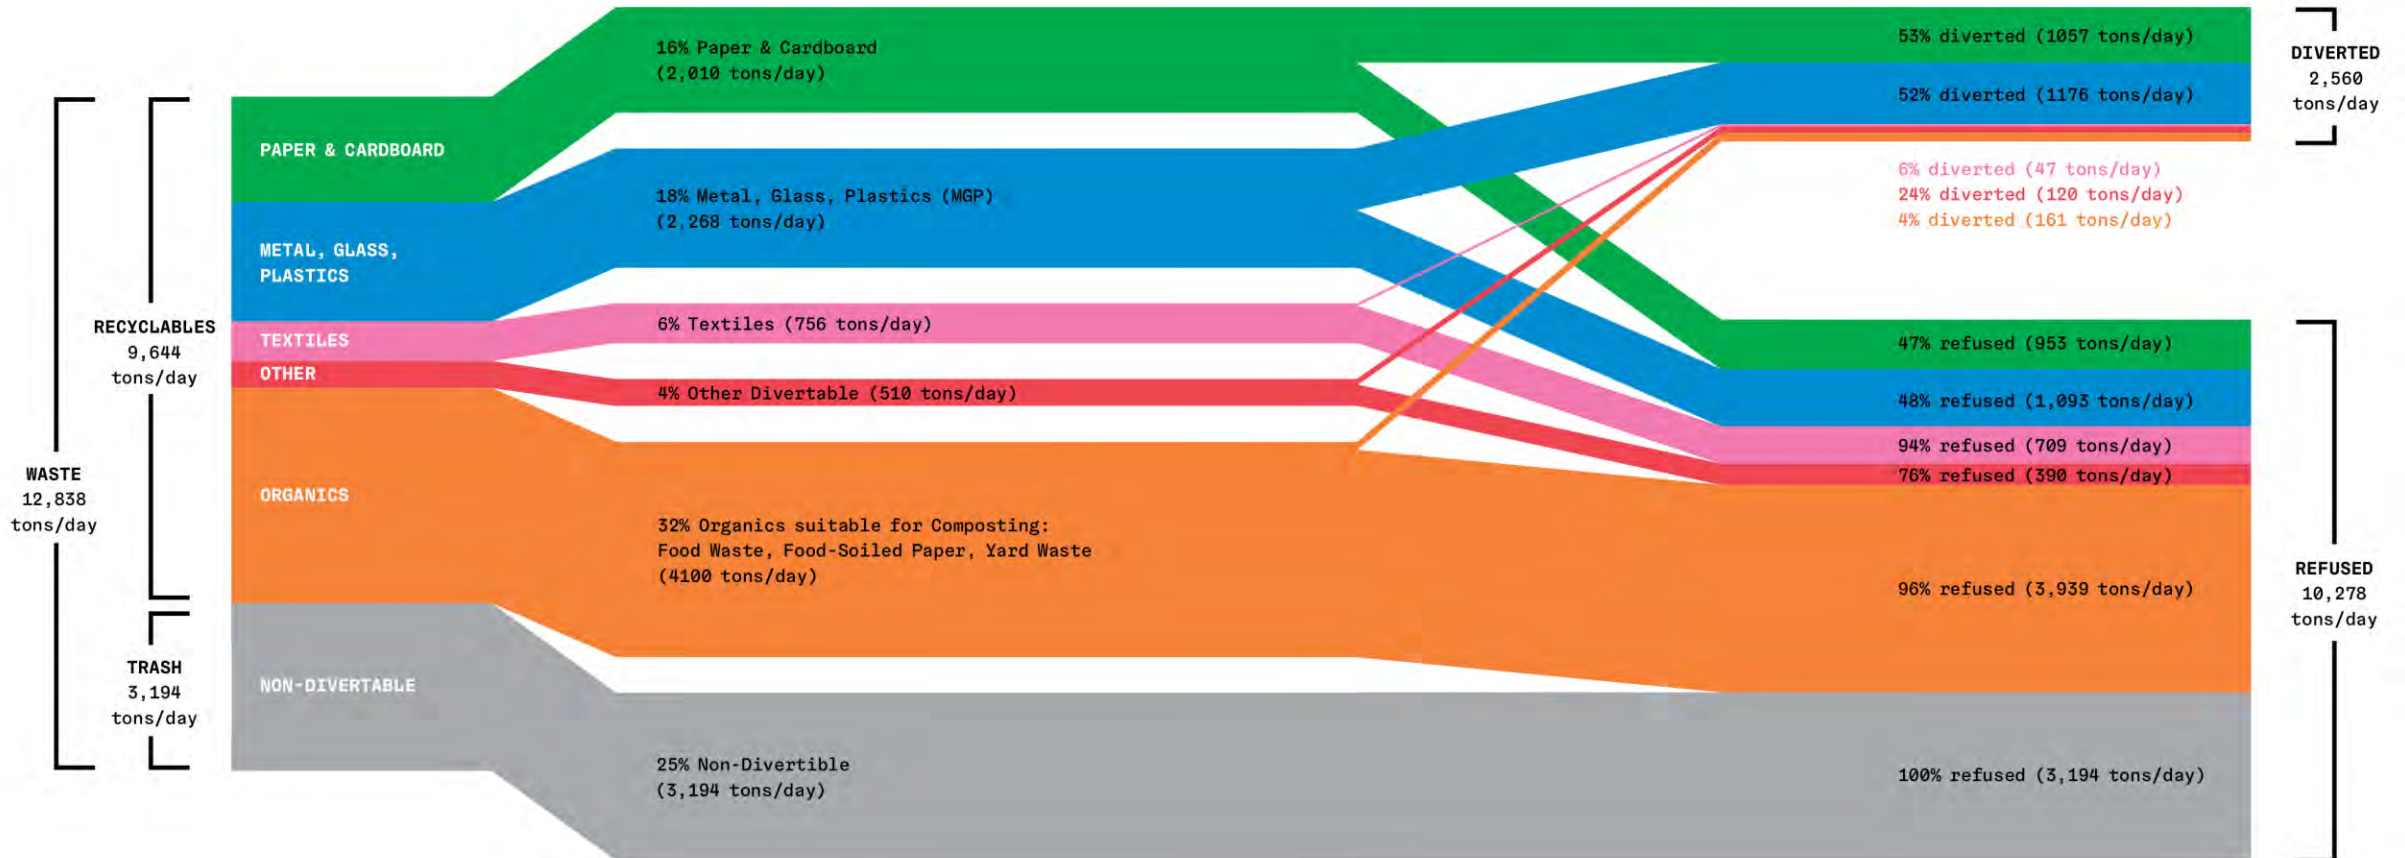 WASTE
12,838
tons/day
RECYCLABLES
9,644
tons/day
TRASH
3,194
tons/day
PAPER & CARDBOARD
METAL, GLASS,
PLASTICS
TEXTILES
OTHER
ORGANICS
NON-DIVERTABLE
16% Paper & Cardboard
(2,010 tons/day)
18% Metal, Glass, Plastics (MGP)
(2,268 tons/day)
6% Textiles (756 tons/day)
4% Other Divertable (510 tons/day)
32% Organics suitable for Composting:
Food Waste, Food-Soiled Paper, Yard Waste
(4100 tons/day)
25% Non-Divertible
(3,194 tons/day)
53% diverted (1057 tons/day)
52% diverted (1176 tons/day)
6% diverted (47 tons/day)
24% diverted (120 tons/day)
4% diverted (161 tons/day)
47% refused (953 tons/day)
48% refused (1,093 tons/day)
94% refused (709 tons/day)
76% refused (390 tons/day)
96% refused (3,939 tons/day)
100% refused (3,194 tons/day)
DIVERTED
2,560
tons/day
REFUSED
10,278
tons/day